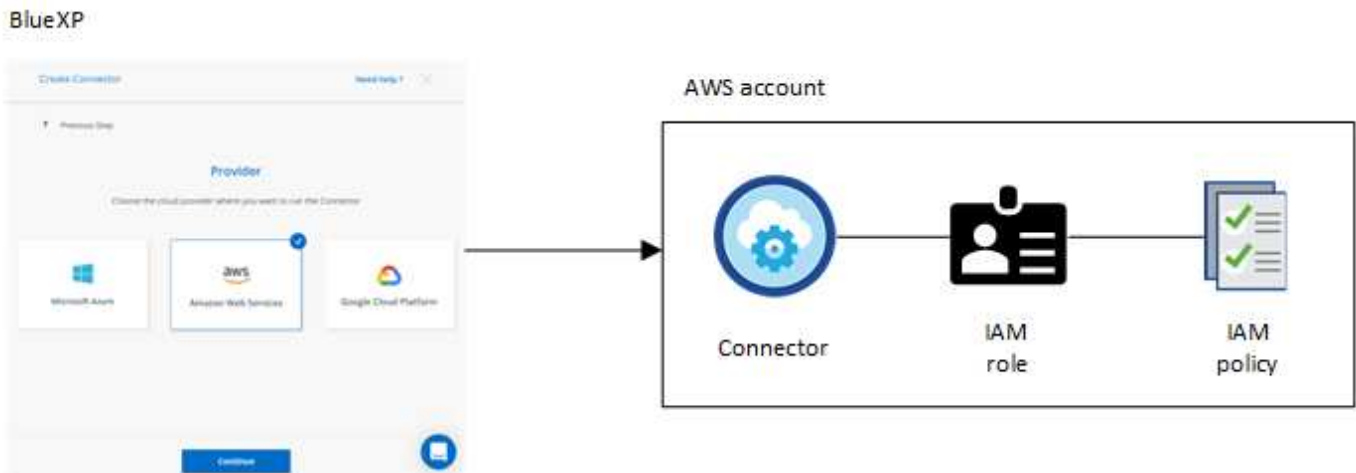 BlueXP
Create Connector
Need help?
Previous Step
Provider
Choose the cloud provider where you want to run the Connector
aws
Microsoft Azure
Amazon Web Services
Google Cloud Platform
Continue
AWS account
Connector
IAM
role
IAM
policy